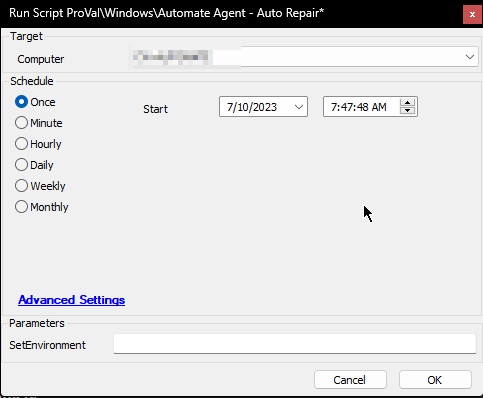 Run Script ProVal\Windows\Automate Agent - Auto Repair*
Target
Computer
Schedule
Once
Start
7/10/2023
7:47:48 AM
Minute
Hourly
Daily
Weekly
Monthly
Advanced Settings
Parameters
SetEnvironment
Cancel
OK